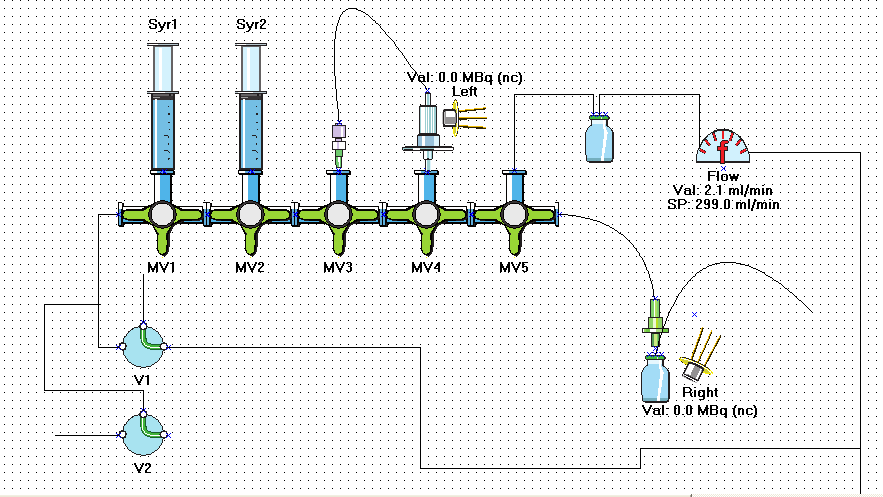 Syr1
Syr2
Val: 0.0 MBq (nc)
Left
f
Flow
Val: 2.1 ml/min
SP: 299.0 ml/min
MV1
MV2
MV3
MV4
MV5
V1
Right
Val: 0.0 MBq (nc)
V2